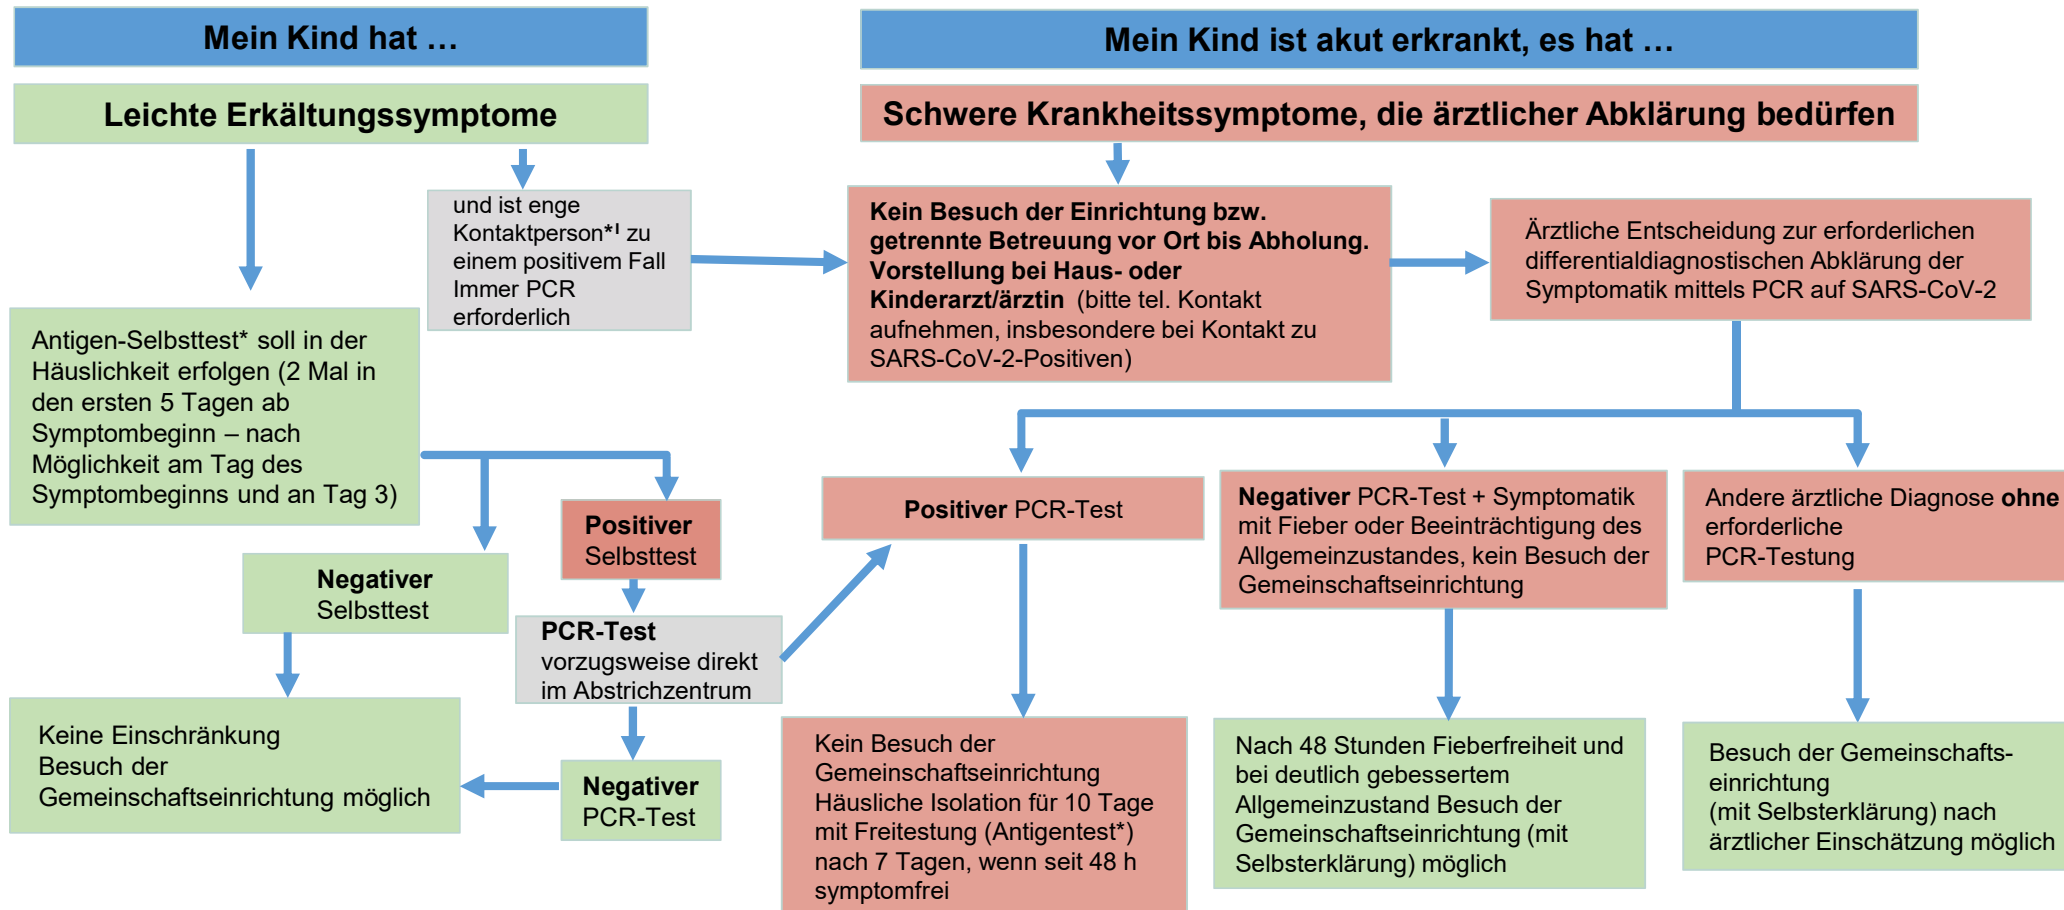 Mein Kind hat …
Mein Kind ist akut erkrankt, es hat …
Leichte Erkältungssymptome
Schwere Krankheitssymptome, die ärztlicher Abklärung bedürfen
und ist enge
Kontaktperson*ᴵ zu
einem positivem Fall
Immer PCR
erforderlich
Kein Besuch der Einrichtung bzw.
getrennte Betreuung vor Ort bis Abholung.
Vorstellung bei Haus- oder
Kinderarzt/ärztin (bitte tel. Kontakt
aufnehmen, insbesondere bei Kontakt zu
SARS-CoV-2-Positiven)
Ärztliche Entscheidung zur erforderlichen
differentialdiagnostischen Abklärung der
Symptomatik mittels PCR auf SARS-CoV-2
Antigen-Selbsttest* soll in der
Häuslichkeit erfolgen (2 Mal in
den ersten 5 Tagen ab
Symptombeginn – nach
Möglichkeit am Tag des
Symptombeginns und an Tag 3)
Positiver
Selbsttest
Negativer
Selbsttest
PCR-Test
vorzugsweise direkt
im Abstrichzentrum
Negativer
PCR-Test
Keine Einschränkung
Besuch der
Gemeinschaftseinrichtung möglich
Positiver PCR-Test
Negativer PCR-Test + Symptomatik
mit Fieber oder Beeinträchtigung des
Allgemeinzustandes, kein Besuch der
Gemeinschaftseinrichtung
Andere ärztliche Diagnose ohne
erforderliche
PCR-Testung
Kein Besuch der
Gemeinschaftseinrichtung
Häusliche Isolation für 10 Tage
mit Freitestung (Antigentest*)
nach 7 Tagen, wenn seit 48 h
symptomfrei
Nach 48 Stunden Fieberfreiheit und
bei deutlich gebessertem
Allgemeinzustand Besuch der
Gemeinschaftseinrichtung (mit
Selbsterklärung) möglich
Besuch der Gemeinschafts-
einrichtung
(mit Selbsterklärung) nach
ärztlicher Einschätzung möglich